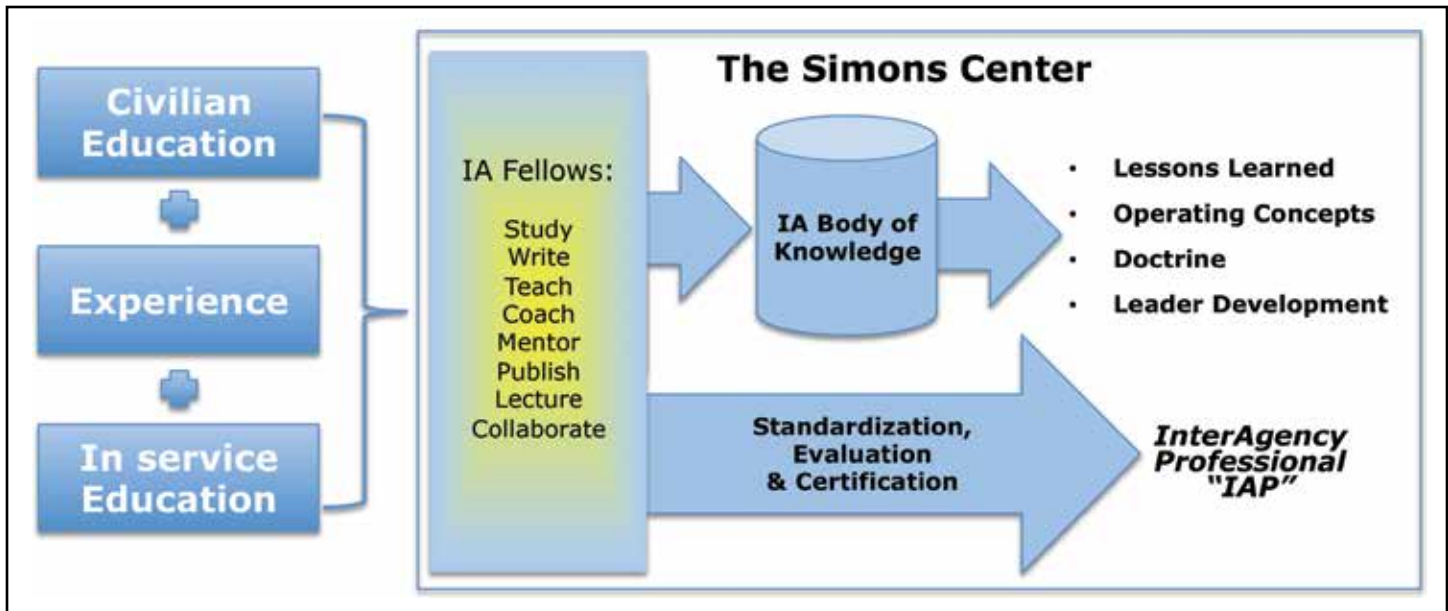 Civilian
Education
Experience
In service
Education
The Simons Center
IA Fellows:
Study
Write
Teach
Coach
Mentor
Publish
Lecture
Collaborate
IA Body of
Knowledge
• Lessons Learned
• Operating Concepts
• Doctrine
• Leader Development
Standardization,
Evaluation
& Certification
InterAgency
Professional
“IAP”